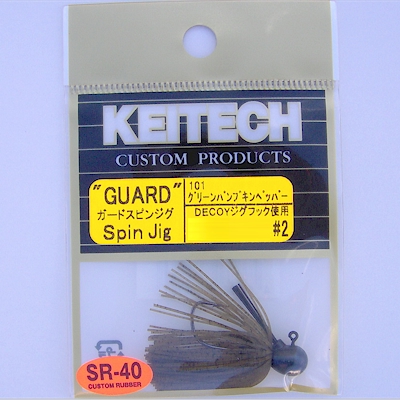 KEITECH
CUSTOM PRODUCTS
"GUARD"
ガードスピンジグ
Spin Jig
101
グリーンパンプキンペッパー
DECOYジグフック使用
#2
SR-40
CUSTOM RUBBER